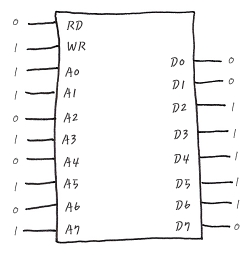 0 RD
1 WR
1 A0
1 A1
0 A2
1 A3
0 A4
1 A5
0 A6
1 A7
D0 0
D1 0
D2 1
D3 1
D4 1
D5 1
D6 1
D7 0